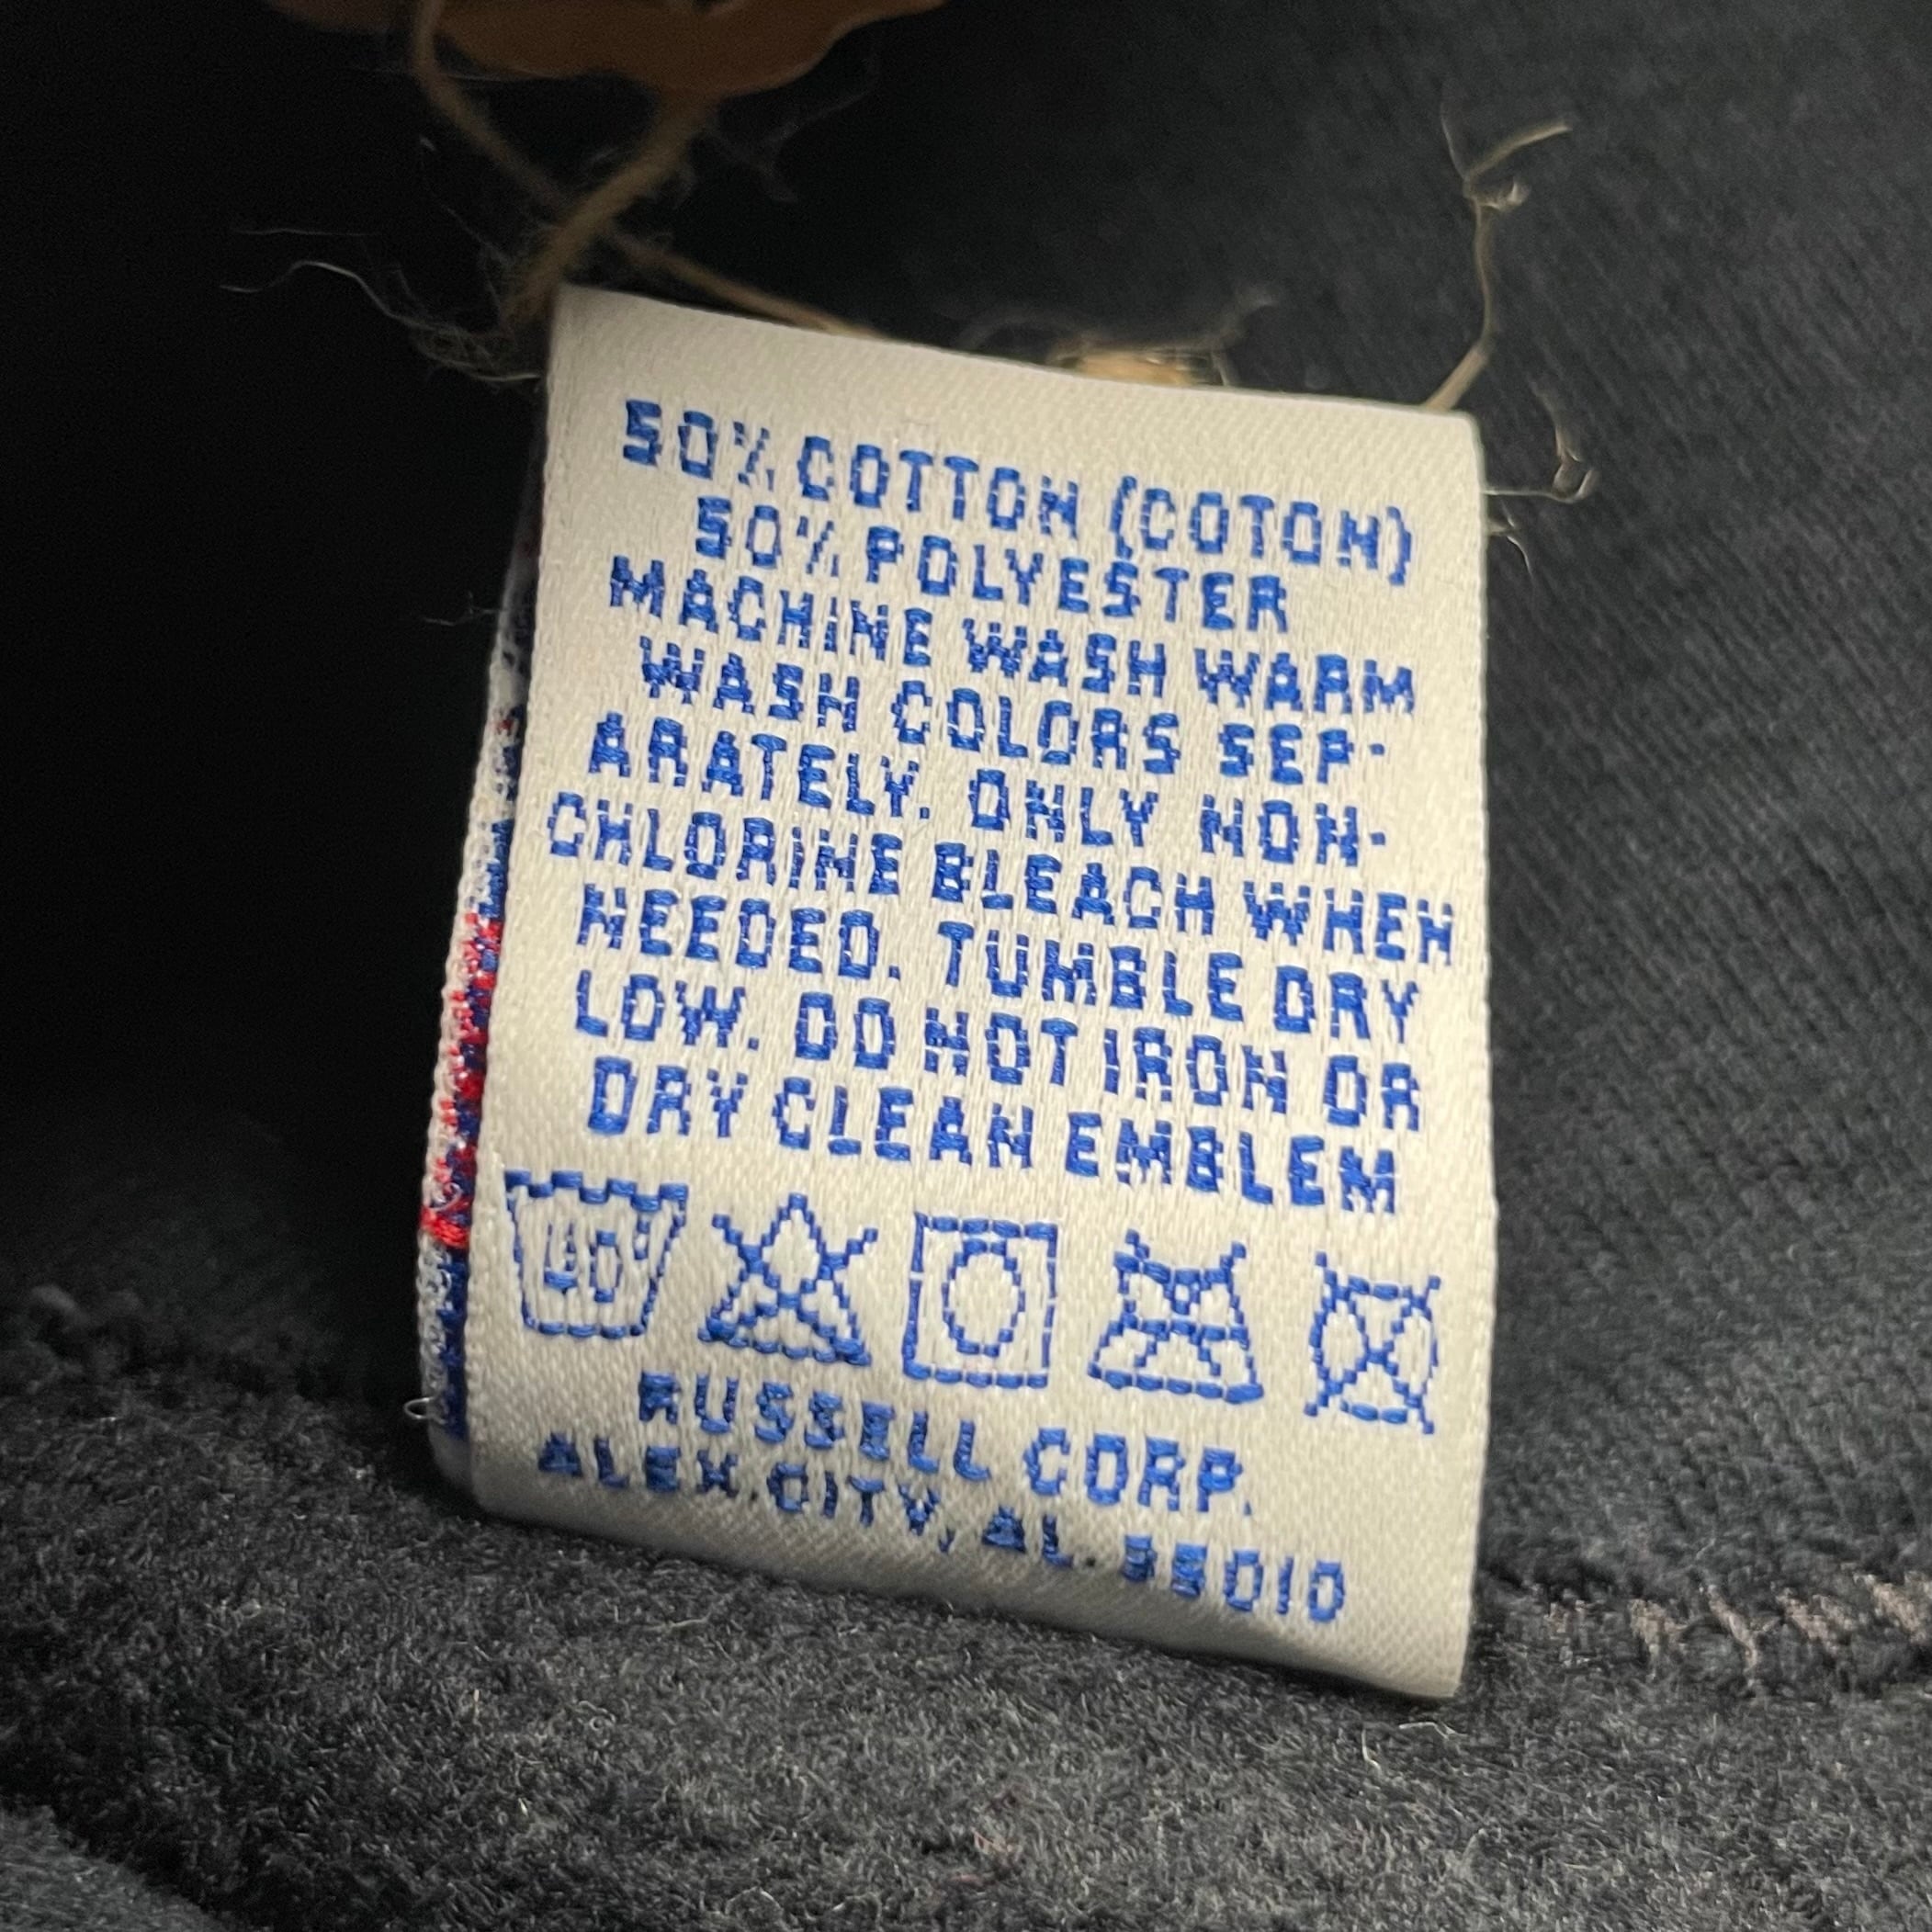 50% COTTON (COTON)
50% POLYESTER
MACHINE WASH WARM
WASH COLORS SEP-
ARATELY. ONLY NON-
CHLORINE BLEACH WHEN
NEEDED. TUMBLE DRY
LOW. DO NOT IRON OR
DRY CLEAN EMBLEM
40°
RUSSELL CORP.
ALEX. CITY, AL. 35010